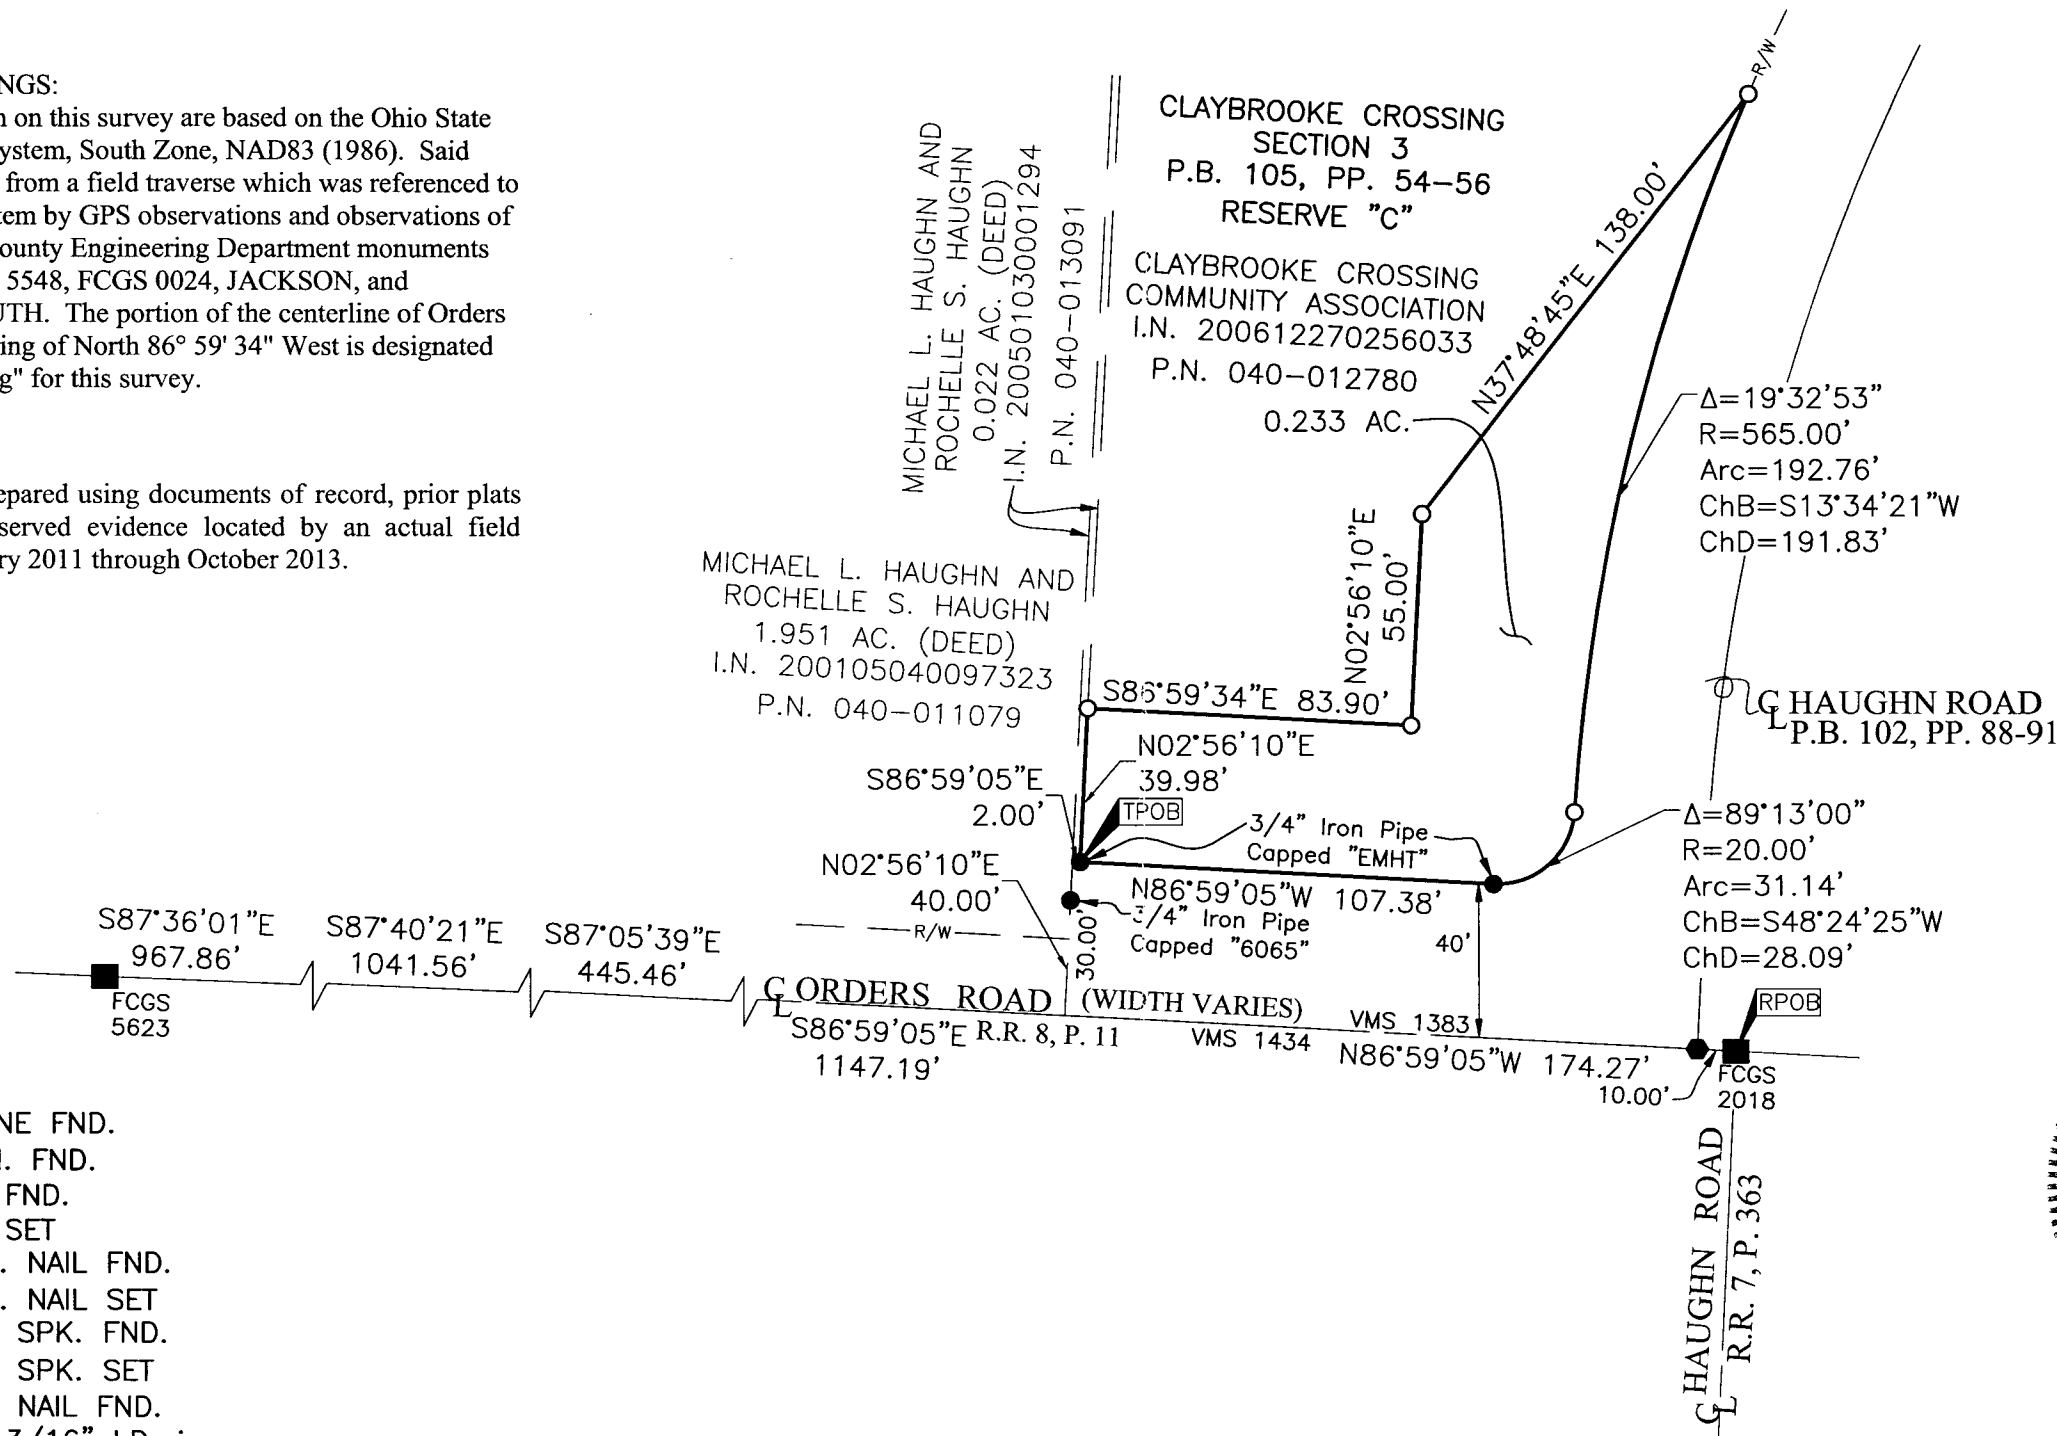 NGS:
n on this survey are based on the Ohio State
ystem, South Zone, NAD83 (1986). Said
from a field traverse which was referenced to
tem by GPS observations and observations of
ounty Engineering Department monuments
5548, FCGS 0024, JACKSON, and
UTH. The portion of the centerline of Orders
ring of North 86° 59' 34" West is designated
g" for this survey.
epared using documents of record, prior plats
served evidence located by an actual field
ry 2011 through October 2013.
MICHAEL L. HAUGHN AND
ROCHELLE S. HAUGHN
0.022 AC. (DEED)
I.N. 200501030001294
P.N. 040-013091
CLAYBROOKE CROSSING
SECTION 3
P.B. 105, PP. 54-56
RESERVE "C"
CLAYBROOKE CROSSING
COMMUNITY ASSOCIATION
I.N. 200612270256033
P.N. 040-012780
0.233 AC.
N37°48'45"E 138.00'
R/W
Δ=19°32'53"
R=565.00'
Arc=192.76'
ChB=S13°34'21"W
ChD=191.83'
MICHAEL L. HAUGHN AND
ROCHELLE S. HAUGHN
1.951 AC. (DEED)
I.N. 200105040097323
P.N. 040-011079
N02°56'10"E
55.00'
S86°59'34"E 83.90'
CL HAUGHN ROAD
P.B. 102, PP. 88-91
N02°56'10"E
39.98'
S86°59'05"E
2.00'
TPOB
3/4" Iron Pipe
Capped "EMHT"
Δ=89°13'00"
R=20.00'
Arc=31.14'
ChB=S48°24'25"W
ChD=28.09'
N02°56'10"E
40.00'
N86°59'05"W 107.38'
3/4" Iron Pipe
Capped "6065"
R/W
30.00'
40'
S87°36'01"E
967.86'
S87°40'21"E
1041.56'
S87°05'39"E
445.46'
FCGS
5623
CL ORDERS ROAD (WIDTH VARIES)
S86°59'05"E R.R. 8, P. 11
1147.19'
VMS 1383
VMS 1434
N86°59'05"W 174.27'
10.00'
RPOB
FCGS
2018
CL HAUGHN ROAD
R.R. 7, P. 363
NE FND.
. FND.
FND.
SET
. NAIL FND.
. NAIL SET
SPK. FND.
SPK. SET
NAIL FND.